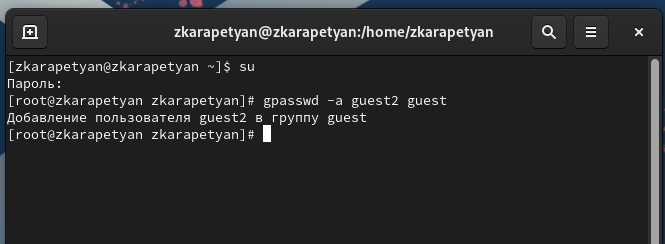 zkarapetyan@zkarapetyan:/home/zkarapetyan
[zkarapetyan@zkarapetyan ~]$ su
Пароль:
[root@zkarapetyan zkarapetyan]# gpasswd -a guest2 guest
Добавление пользователя guest2 в группу guest
[root@zkarapetyan zkarapetyan]#